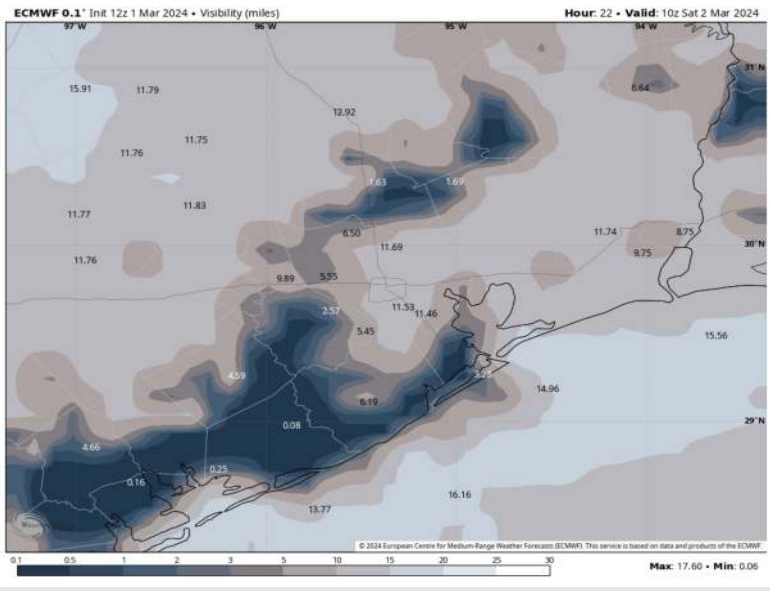 ECMWF 0.1° Init 12z 1 Mar 2024 • Visibility (miles)
Hour: 22 • Valid: 10z Sat 2 Mar 2024
97°W 96°W 95°W 94°W
31°N
15.91 11.79 6.64
12.92
11.75
11.76
1.63 1.69
11.83
11.77
6.50 11.74 8.75
11.69 30°N
11.76 9.75
9.89 5.55
2.57 11.53 11.46
5.45 15.56
4.59
14.96
6.19
0.08 29°N
4.66
0.25
0.16
16.16
13.77
© 2024 European Centre for Medium-Range Weather Forecasts (ECMWF). This service is based on data and products of the ECMWF.
0.1 0.5 1 2 3 5 10 15 20 25 30
Max: 17.60 • Min: 0.06